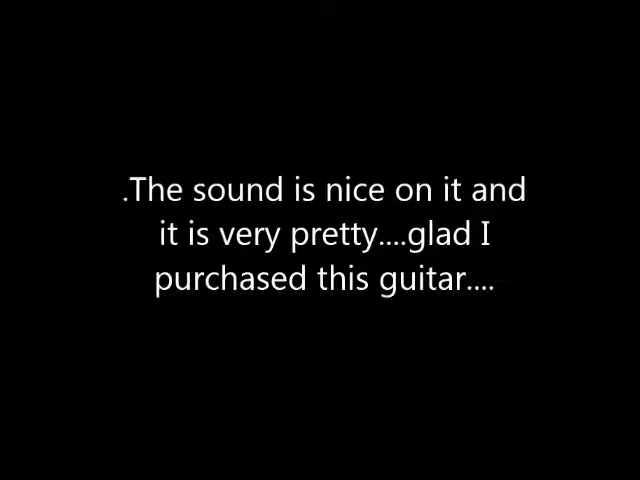 .The sound is nice on it and
it is very pretty....glad I
purchased this guitar....